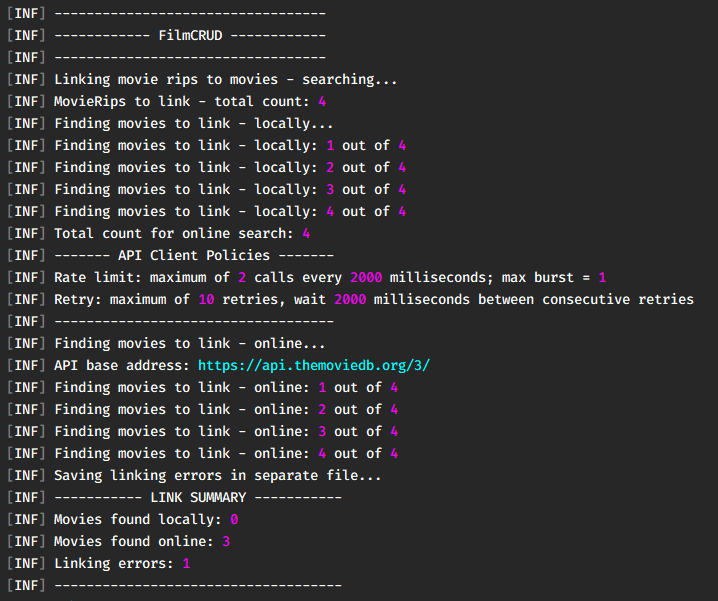 [INF] ----------------------------------
[INF] ------------ FilmCRUD ------------
[INF] ----------------------------------
[INF] Linking movie rips to movies - searching...
[INF] MovieRips to link - total count: 4
[INF] Finding movies to link - locally...
[INF] Finding movies to link - locally: 1 out of 4
[INF] Finding movies to link - locally: 2 out of 4
[INF] Finding movies to link - locally: 3 out of 4
[INF] Finding movies to link - locally: 4 out of 4
[INF] Total count for online search: 4
[INF] ------- API Client Policies -------
[INF] Rate limit: maximum of 2 calls every 2000 milliseconds; max burst = 1
[INF] Retry: maximum of 10 retries, wait 2000 milliseconds between consecutive retries
[INF] -----------------------------------
[INF] Finding movies to link - online...
[INF] API base address: https://api.themoviedb.org/3/
[INF] Finding movies to link - online: 1 out of 4
[INF] Finding movies to link - online: 2 out of 4
[INF] Finding movies to link - online: 3 out of 4
[INF] Finding movies to link - online: 4 out of 4
[INF] Saving linking errors in separate file...
[INF] ----------- LINK SUMMARY -----------
[INF] Movies found locally: 0
[INF] Movies found online: 3
[INF] Linking errors: 1
[INF] ------------------------------------